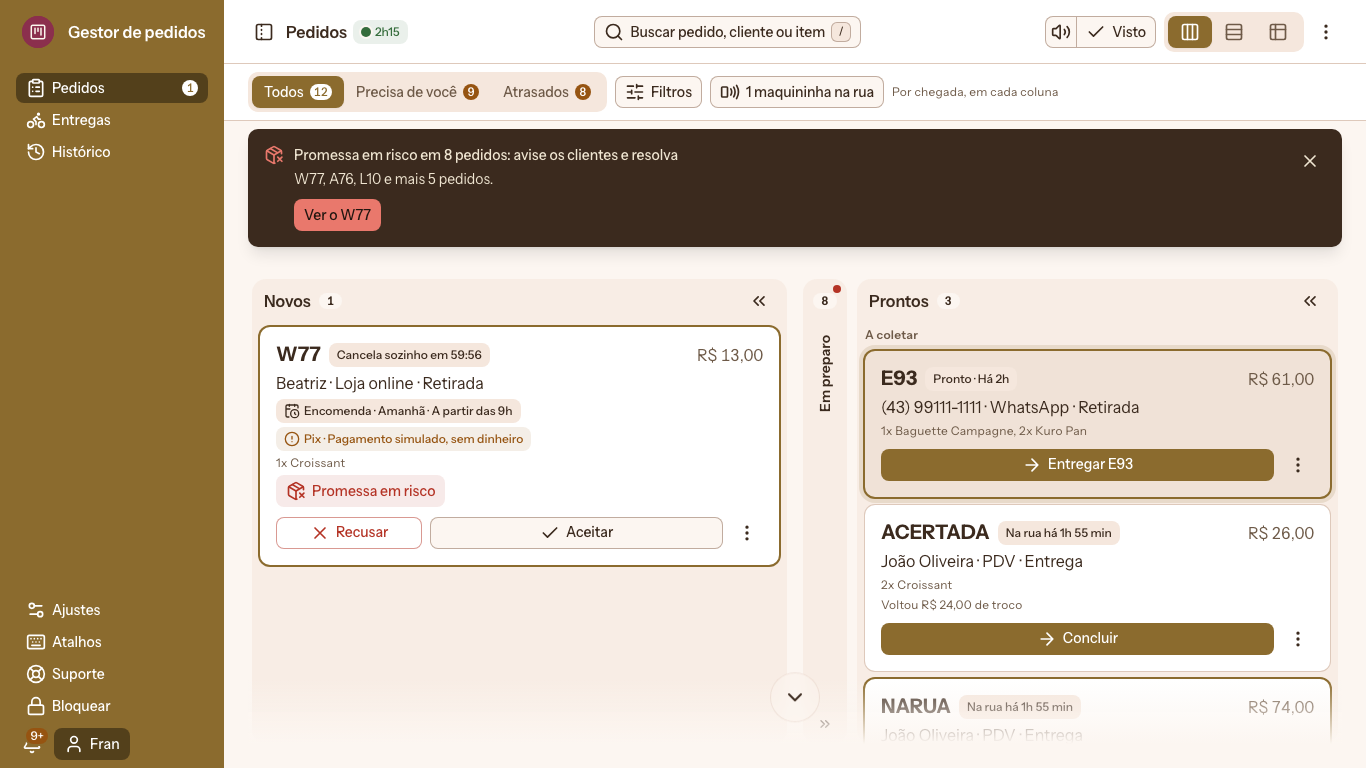 Gestor de pedidos
Pedidos 1
Entregas
Histórico
Ajustes
Atalhos
Suporte
Bloquear
9+
Fran
Pedidos 2h15
Buscar pedido, cliente ou item /
Visto
Todos 12 Precisa de você 9 Atrasados 8 Filtros 1 maquininha na rua Por chegada, em cada coluna
Promessa em risco em 8 pedidos: avise os clientes e resolva
W77, A76, L10 e mais 5 pedidos.
Ver o W77
Novos 1
W77 Cancela sozinho em 59:56 R$ 13,00
Beatriz · Loja online · Retirada
Encomenda · Amanhã · A partir das 9h
Pix · Pagamento simulado, sem dinheiro
1x Croissant
Promessa em risco
Recusar Aceitar
8
Em preparo
Prontos 3
A coletar
E93 Pronto · Há 2h R$ 61,00
(43) 99111-1111 · WhatsApp · Retirada
1x Baguette Campagne, 2x Kuro Pan
Entregar E93
ACERTADA Na rua há 1h 55 min R$ 26,00
João Oliveira · PDV · Entrega
2x Croissant
Voltou R$ 24,00 de troco
Concluir
NARUA Na rua há 1h 55 min R$ 74,00
João Oliveira · PDV · Entrega